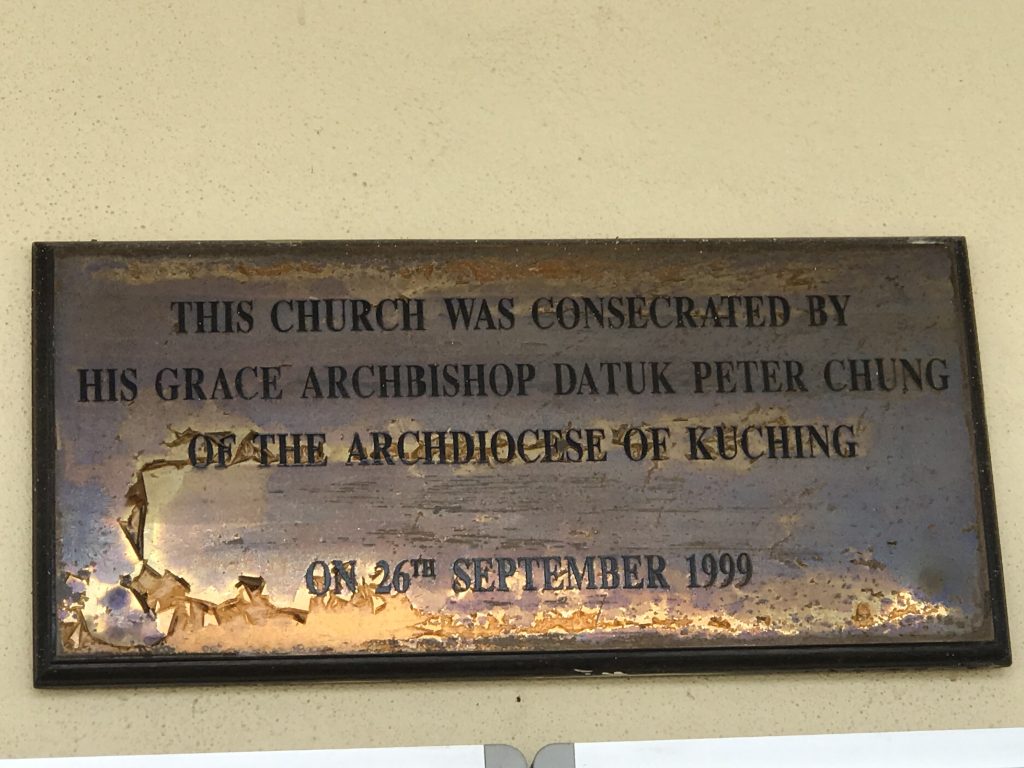 THIS CHURCH WAS CONSECRATED BY
HIS GRACE ARCHBISHOP DATUK PETER CHUNG
OF THE ARCHDIOCESE OF KUCHING
ON 26TH SEPTEMBER 1999